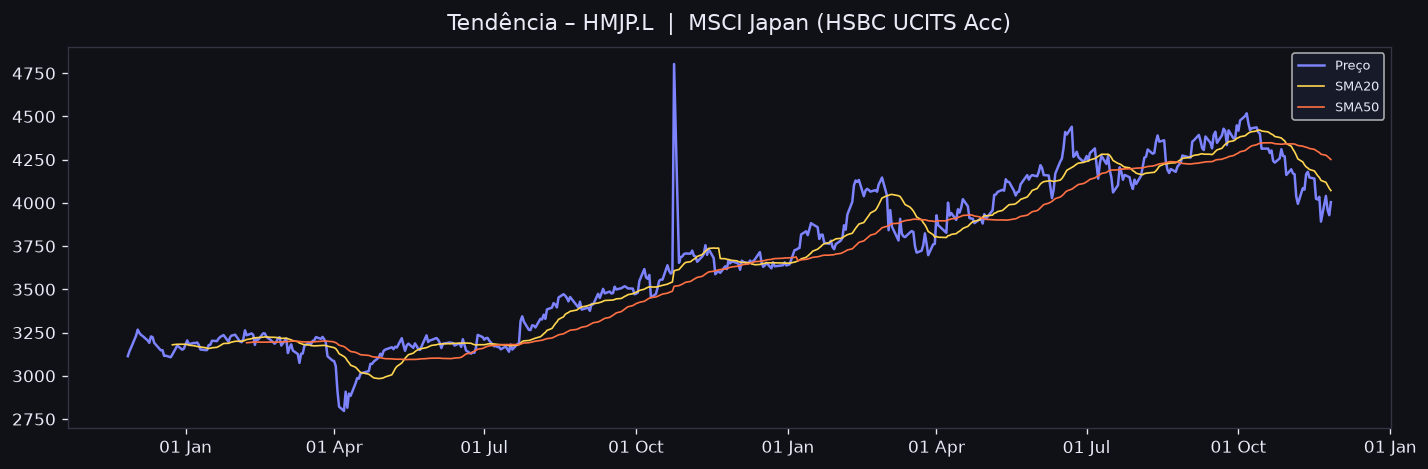 Tendência – HMJP.L | MSCI Japan (HSBC UCITS Acc)
Preço
SMA20
SMA50
4750
4500
4250
4000
3750
3500
3250
3000
2750
01 Jan 01 Apr 01 Jul 01 Oct 01 Jan 01 Apr 01 Jul 01 Oct 01 Jan